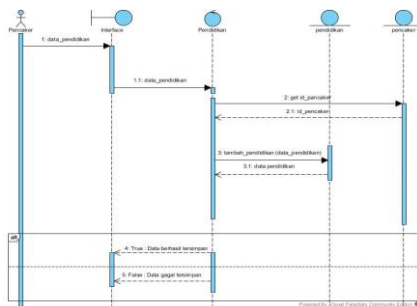 Pencaker
Interface
Pendidikan
pendidikan
pencaker
1: data_pendidikan
1.1: data_pendidikan
2: get id_pencaker
2.1: id_pencaker
3: tambah_pendidikan (data_pendidikan)
3.1: data pendidikan
alt
4: True : Data berhasil tersimpan
5: False : Data gagal tersimpan
Powered By Visual Paradigm Community Edition